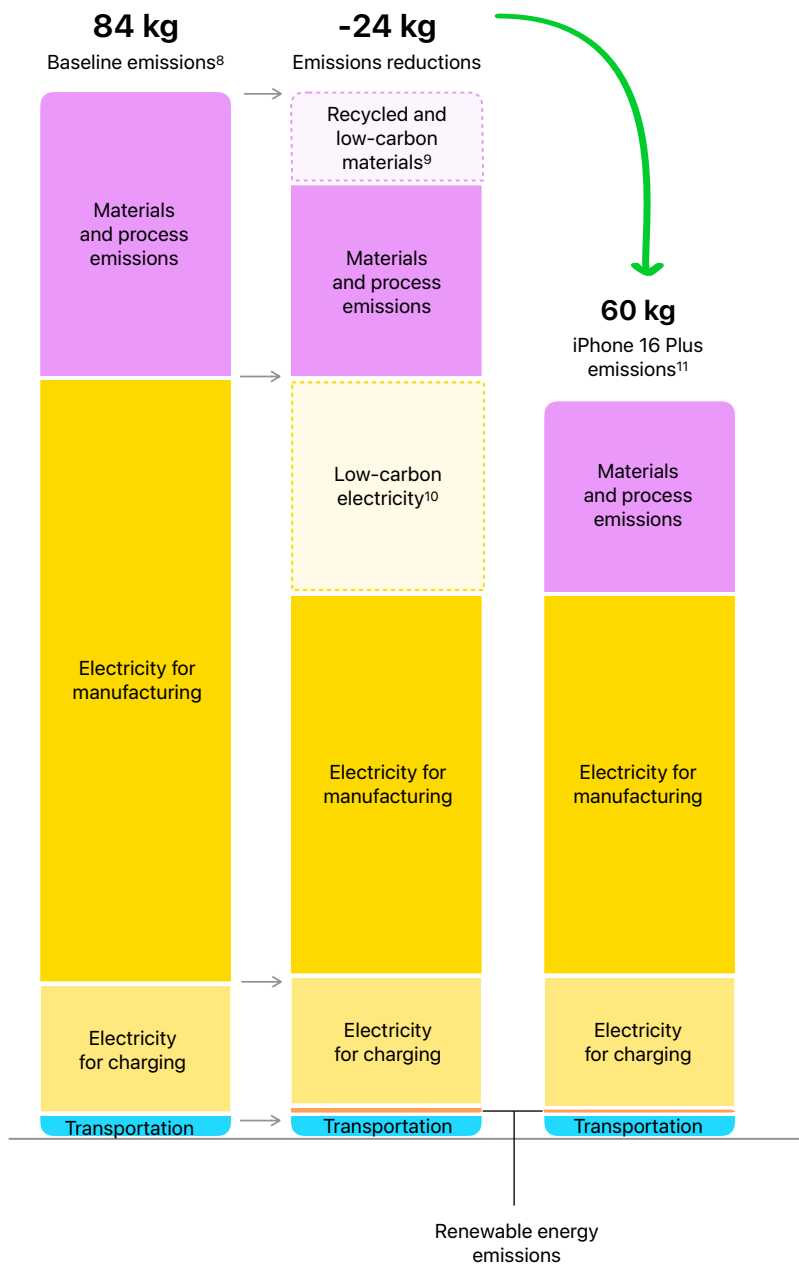 84 kg
Baseline emissions⁸
Materials
and process
emissions
Electricity for
manufacturing
Electricity
for charging
Transportation
-24 kg
Emissions reductions
Recycled and
low-carbon
materials⁹
Materials
and process
emissions
Low-carbon
electricity¹⁰
Electricity for
manufacturing
Electricity
for charging
Transportation
60 kg
iPhone 16 Plus
emissions¹¹
Materials
and process
emissions
Electricity for
manufacturing
Electricity
for charging
Transportation
Renewable energy
emissions